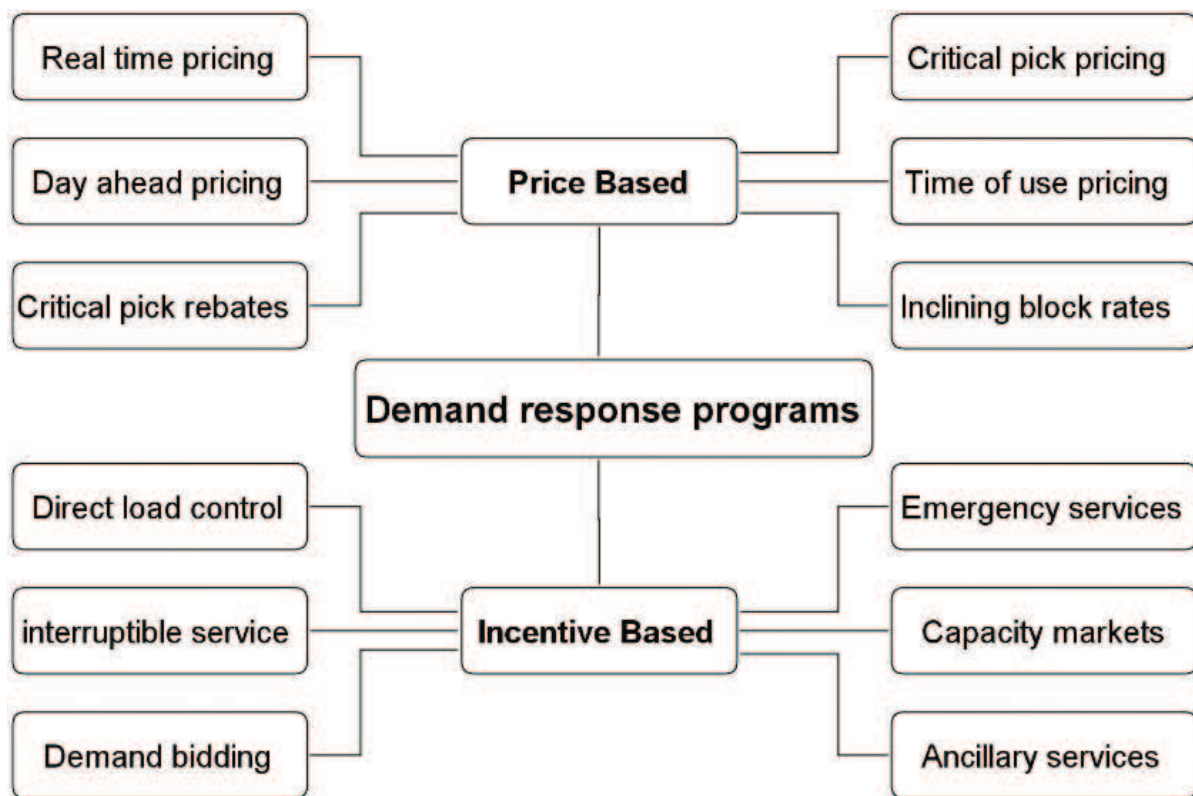 Real time pricing
Critical pick pricing
Day ahead pricing
Price Based
Time of use pricing
Critical pick rebates
Inclining block rates
Demand response programs
Direct load control
Emergency services
interruptible service
Incentive Based
Capacity markets
Demand bidding
Ancillary services